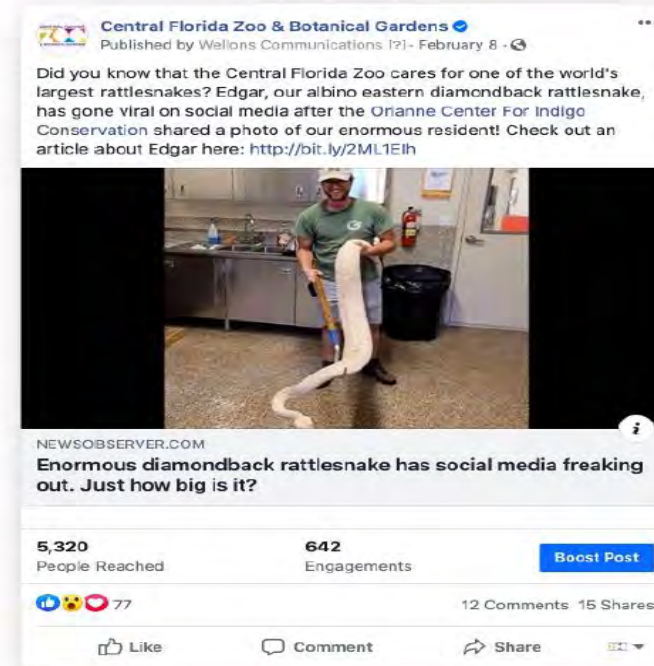 Central Florida Zoo & Botanical Gardens
Published by Wellons Communications [?] · February 8 ·
Did you know that the Central Florida Zoo cares for one of the world's
largest rattlesnakes? Edgar, our albino eastern diamondback rattlesnake,
has gone viral on social media after the Orianne Center For Indigo
Conservation shared a photo of our enormous resident! Check out an
article about Edgar here: http://bit.ly/2ML1EIh
NEWSOBSERVER.COM
Enormous diamondback rattlesnake has social media freaking
out. Just how big is it?
5,320 642
People Reached Engagements Boost Post
77 12 Comments 15 Shares
Like Comment Share